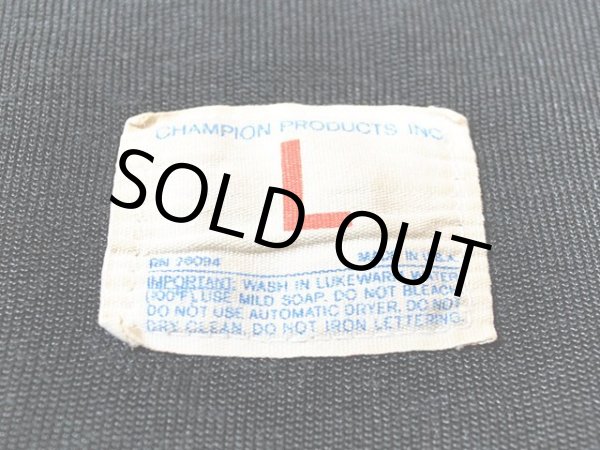 CHAMPION PRODUCTS INC.
L
SOLD OUT
RN 26094 MADE IN U.S.A.
IMPORTANT: WASH IN LUKEWARM WATER
(100°F), USE MILD SOAP. DO NOT BLEACH
DO NOT USE AUTOMATIC DRYER, DO NOT
DRY CLEAN, DO NOT IRON LETTERING.